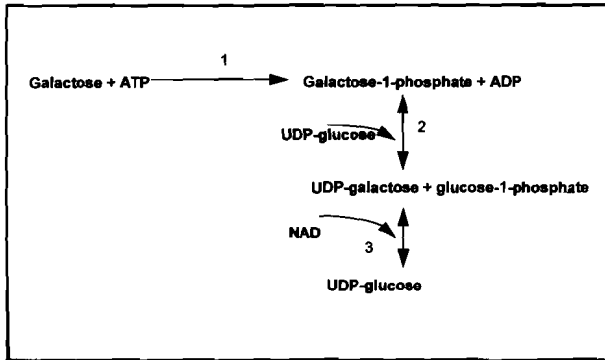 1
Galactose + ATP Galactose-1-phosphate + ADP
UDP-glucose 2
UDP-galactose + glucose-1-phosphate
NAD 3
UDP-glucose